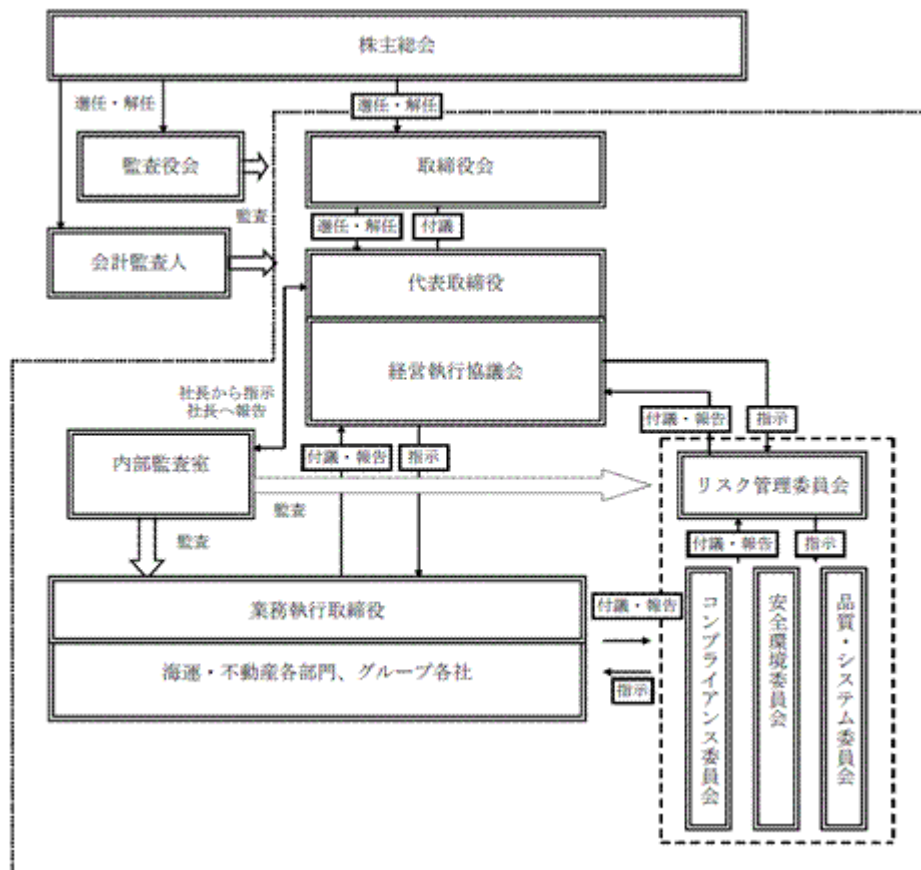 株主総会
選任・解任
選任・解任
監査役会
取締役会
監査
選任・解任
付議
会計監査人
代表取締役
経営執行協議会
社長から指示
社長へ報告
付議・報告
指示
付議・報告
指示
内部監査室
リスク管理委員会
監査
監査
付議・報告
指示
業務執行取締役
付議・報告
海運・不動産各部門、グループ各社
指示
コンプライアンス委員会
安全環境委員会
品質・システム委員会